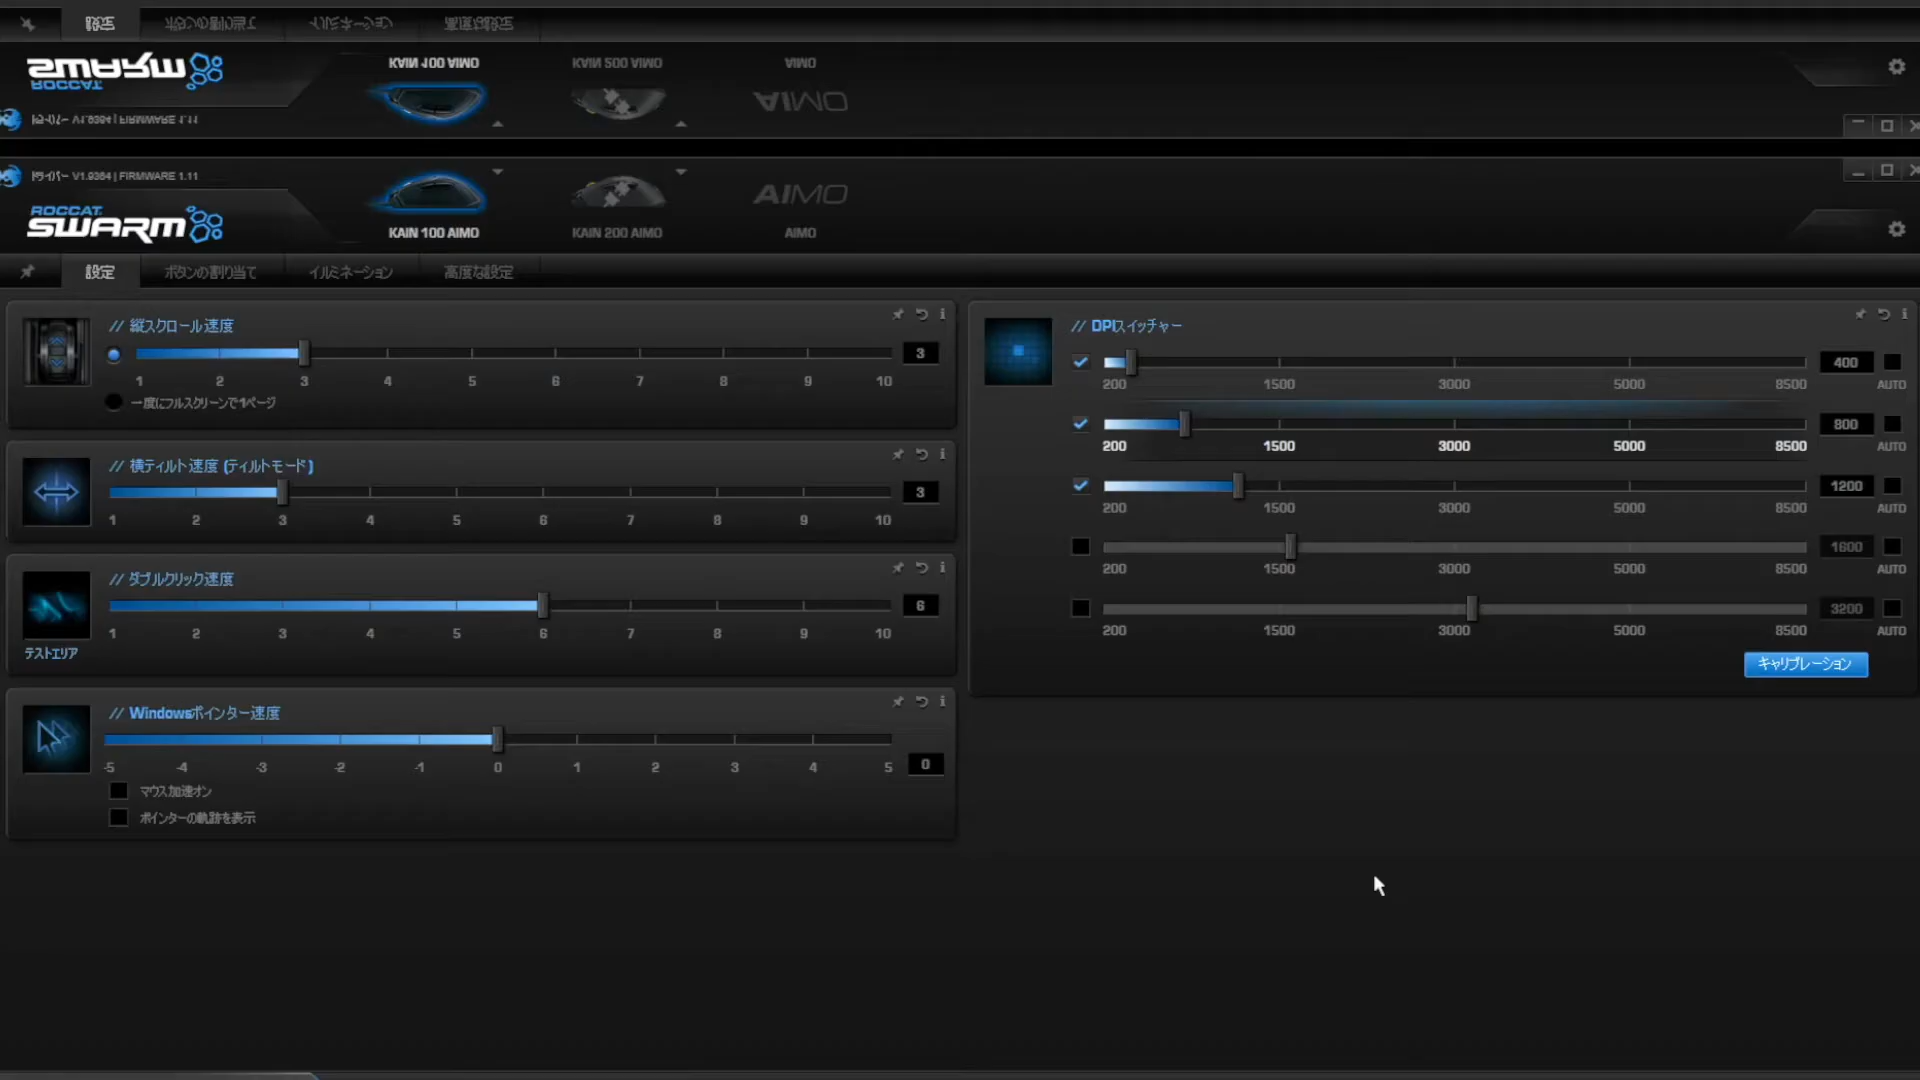 ドライバー V1.9364 | FIRMWARE 1.11
ROCCAT
SWARM
KAIN 100 AIMO
KAIN 200 AIMO
AIMO
AIMO
設定
ボタンの割り当て
イルミネーション
高度な設定
// 縦スクロール速度
3
1 2 3 4 5 6 7 8 9 10
一度にフルスクリーンで1ページ
// 横ティルト速度 (ティルトモード)
3
1 2 3 4 5 6 7 8 9 10
// ダブルクリック速度
6
1 2 3 4 5 6 7 8 9 10
テストエリア
// Windowsポインター速度
-5 -4 -3 -2 -1 0 1 2 3 4 5
0
マウス加速オン
ポインターの軌跡を表示
// DPIスイッチャー
400
200 1500 3000 5000 8500 AUTO
800
200 1500 3000 5000 8500 AUTO
1200
200 1500 3000 5000 8500 AUTO
1600
200 1500 3000 5000 8500 AUTO
3200
200 1500 3000 5000 8500 AUTO
キャリブレーション